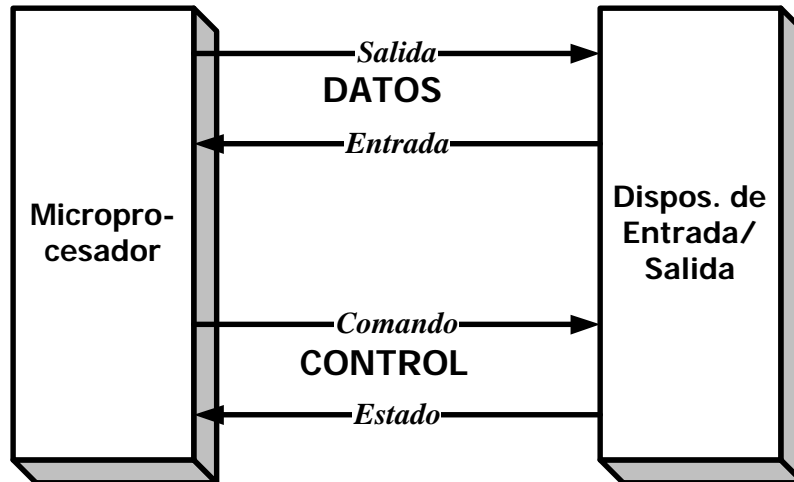 Salida
DATOS
Entrada
Micropro-
cesador
Dispos. de
Entrada/
Salida
Comando
CONTROL
Estado